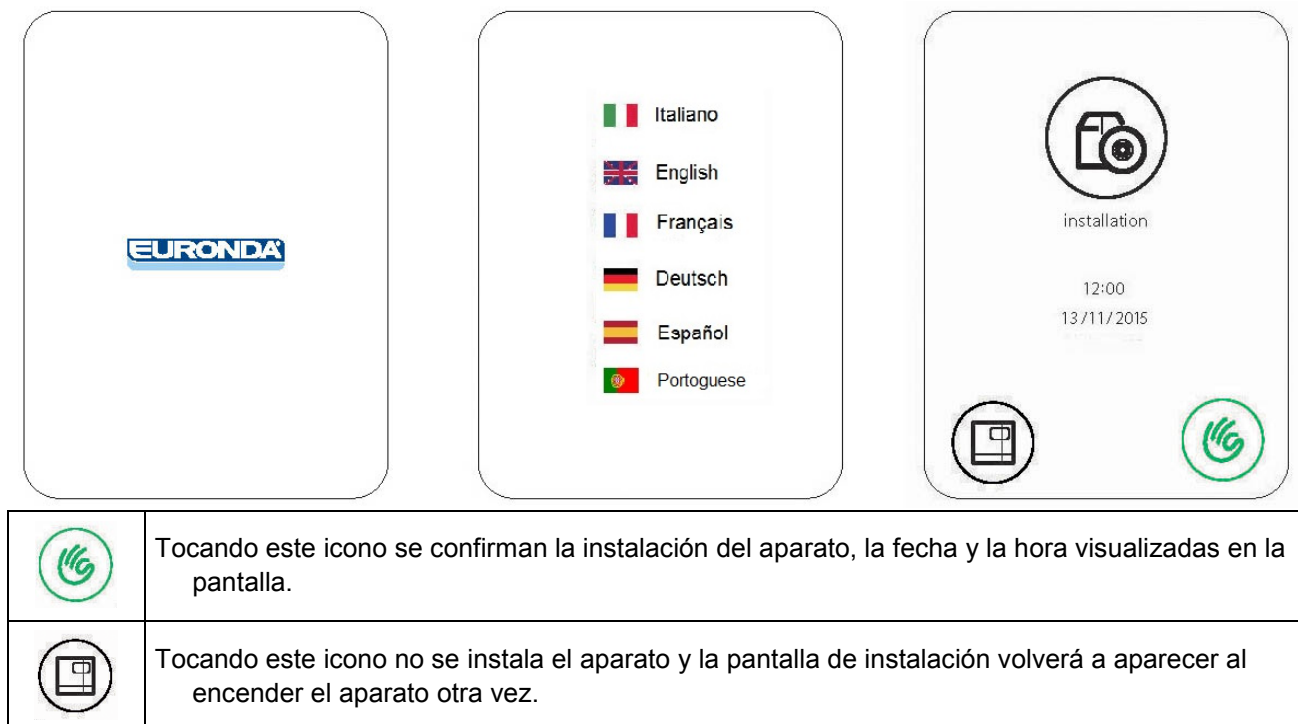 EURONDA
Italiano
English
Français
Deutsch
Español
Portoguese
installation
12:00
13/11/2015
Tocando este icono se confirman la instalación del aparato, la fecha y la hora visualizadas en la
pantalla.
Tocando este icono no se instala el aparato y la pantalla de instalación volverá a aparecer al
encender el aparato otra vez.